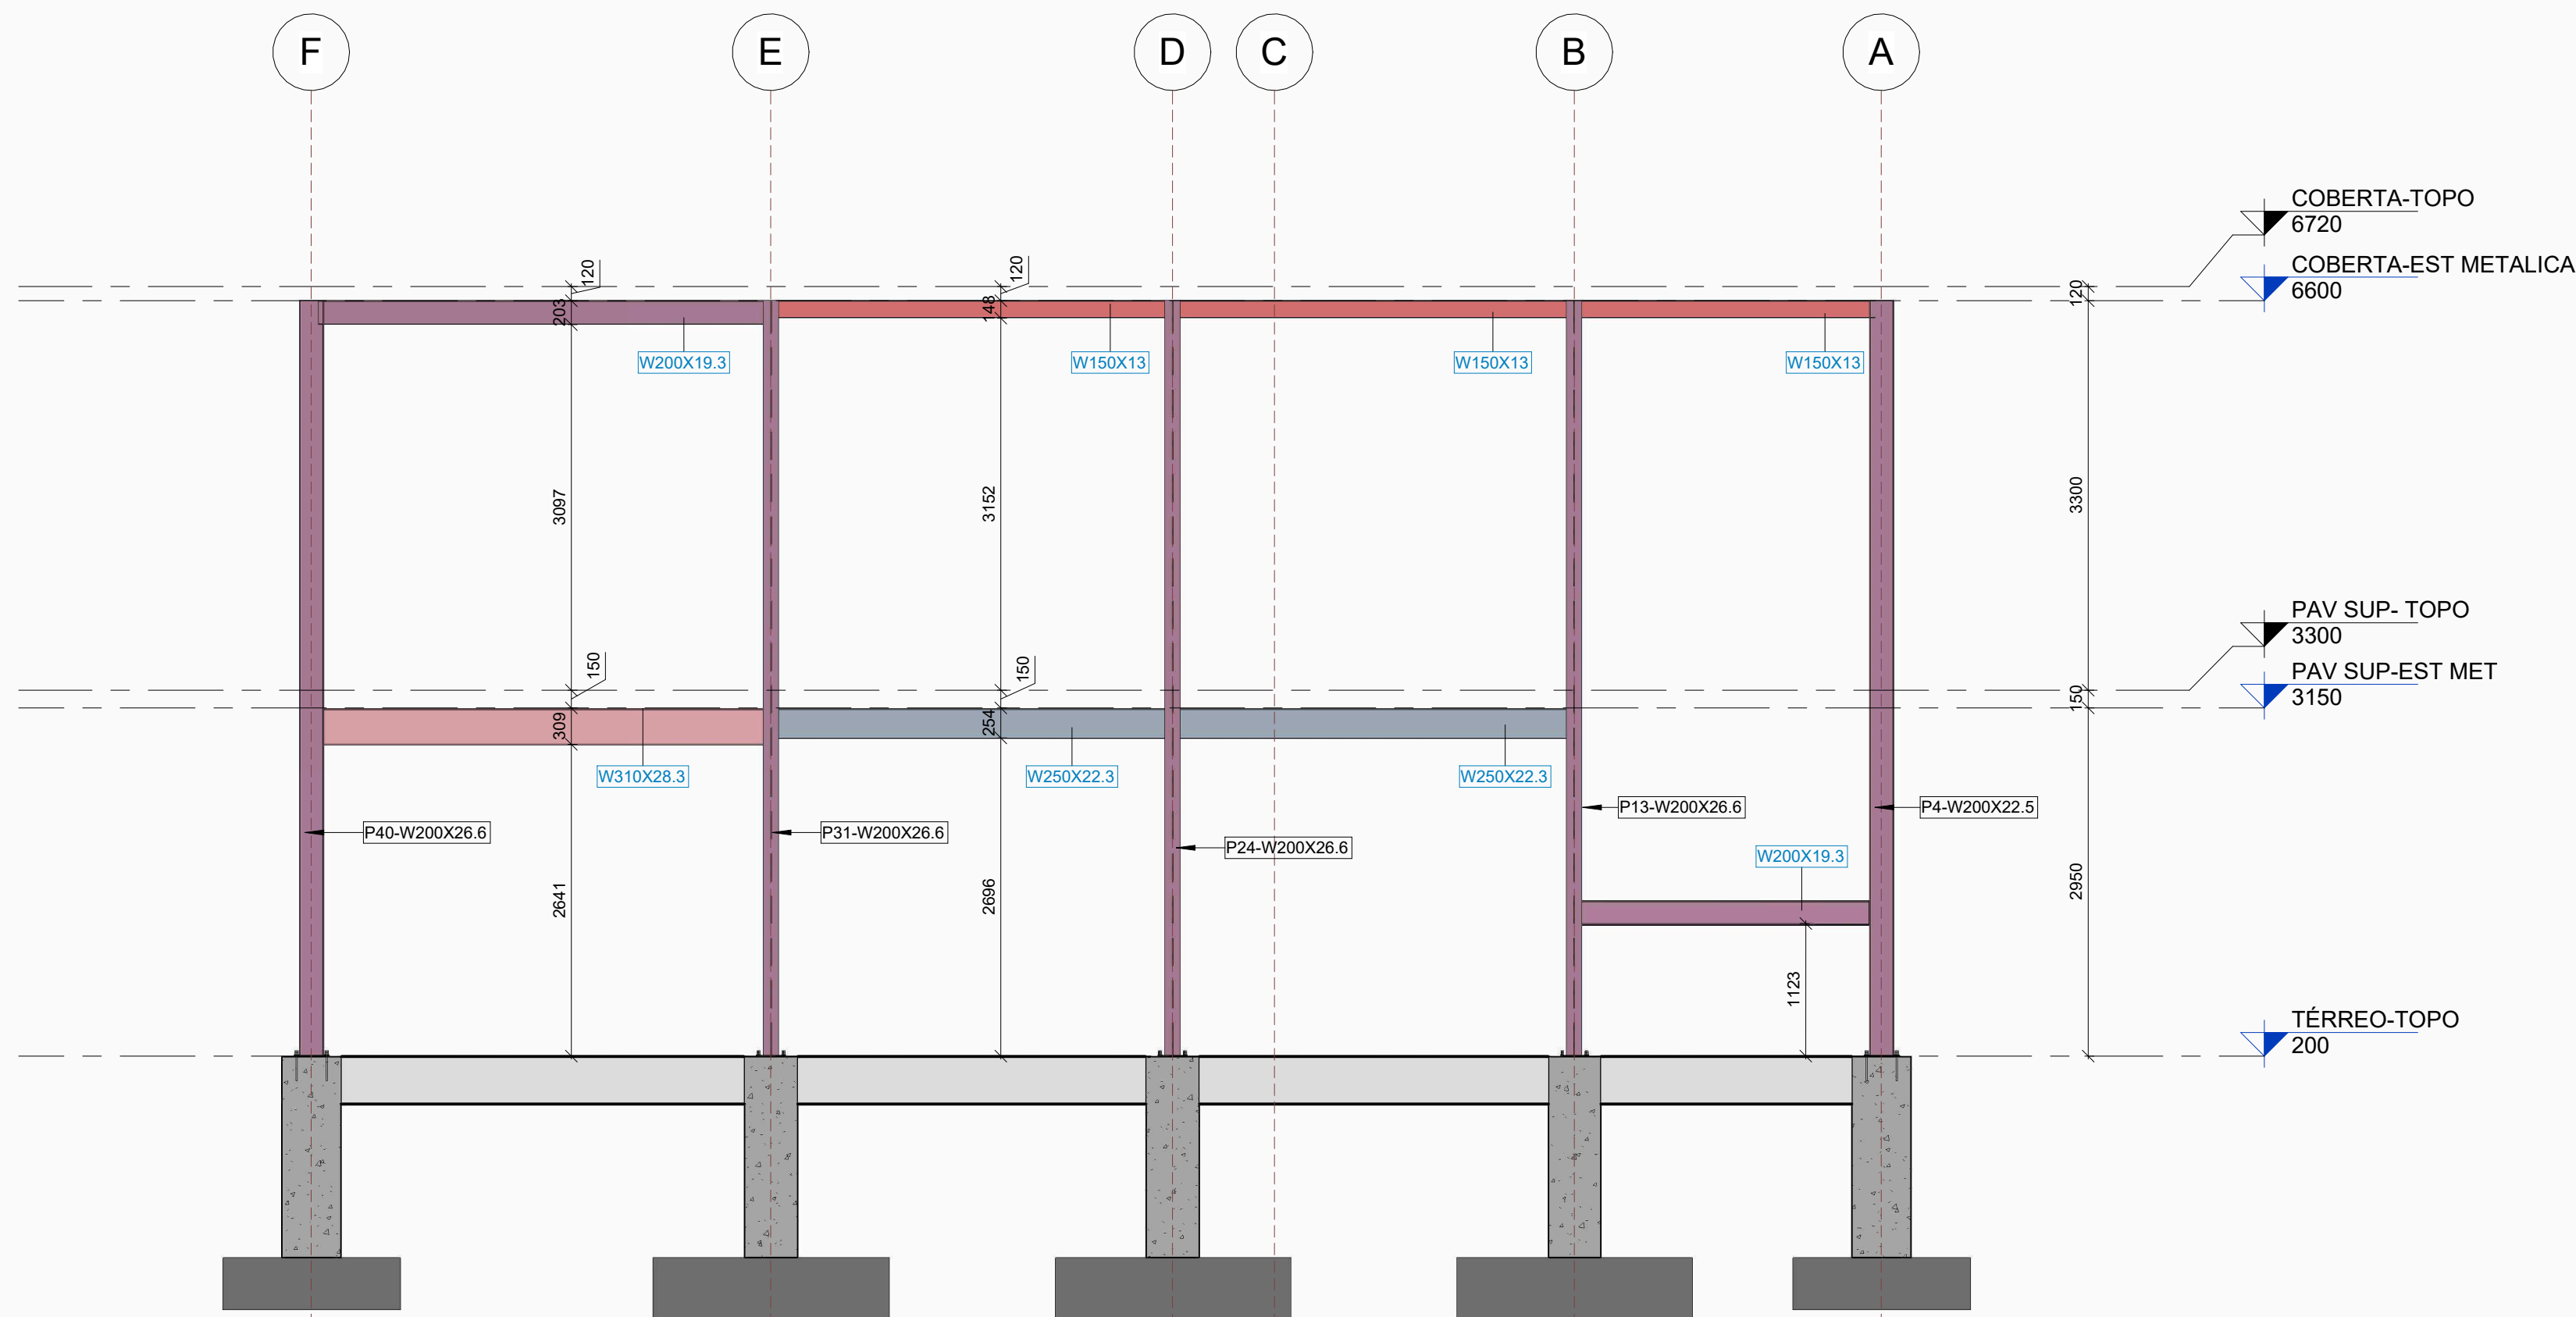 F
E
D
C
B
A
COBERTA-TOPO
6720
COBERTA-EST METALICA
6600
120
120
120
203
148
W200X19.3
W150X13
W150X13
W150X13
3097
3152
3300
PAV SUP- TOPO
3300
PAV SUP-EST MET
3150
150
150
150
309
254
W310X28.3
W250X22.3
W250X22.3
P40-W200X26.6
P31-W200X26.6
P24-W200X26.6
P13-W200X26.6
P4-W200X22.5
W200X19.3
2641
2696
2950
1123
TÉRREO-TOPO
200